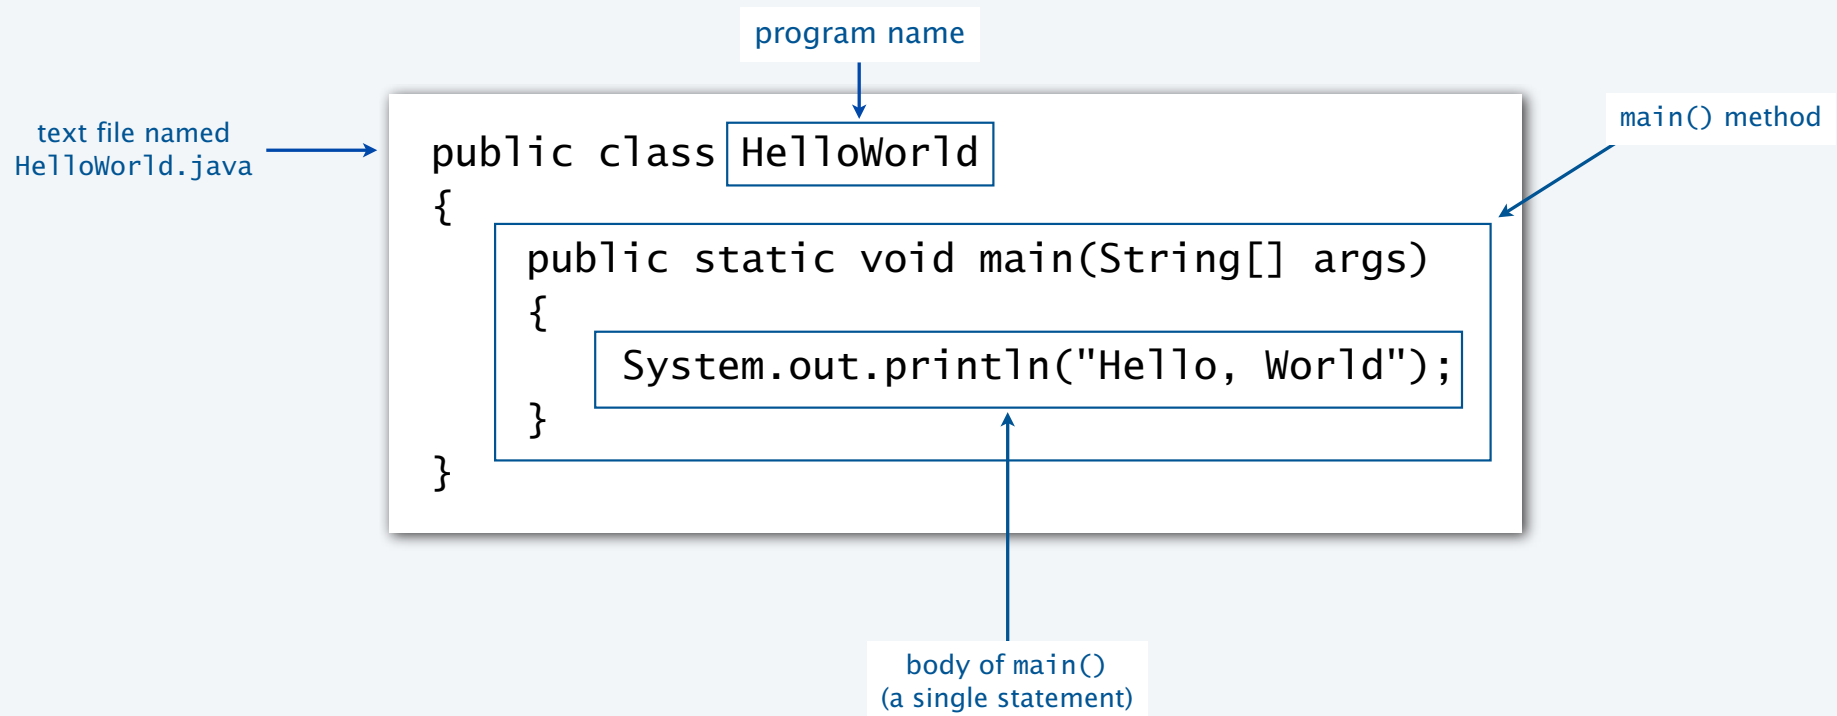 program name
text file named
HelloWorld.java
main() method
public class HelloWorld
{
public static void main(String[] args)
{
System.out.println("Hello, World");
}
}
body of main()
(a single statement)